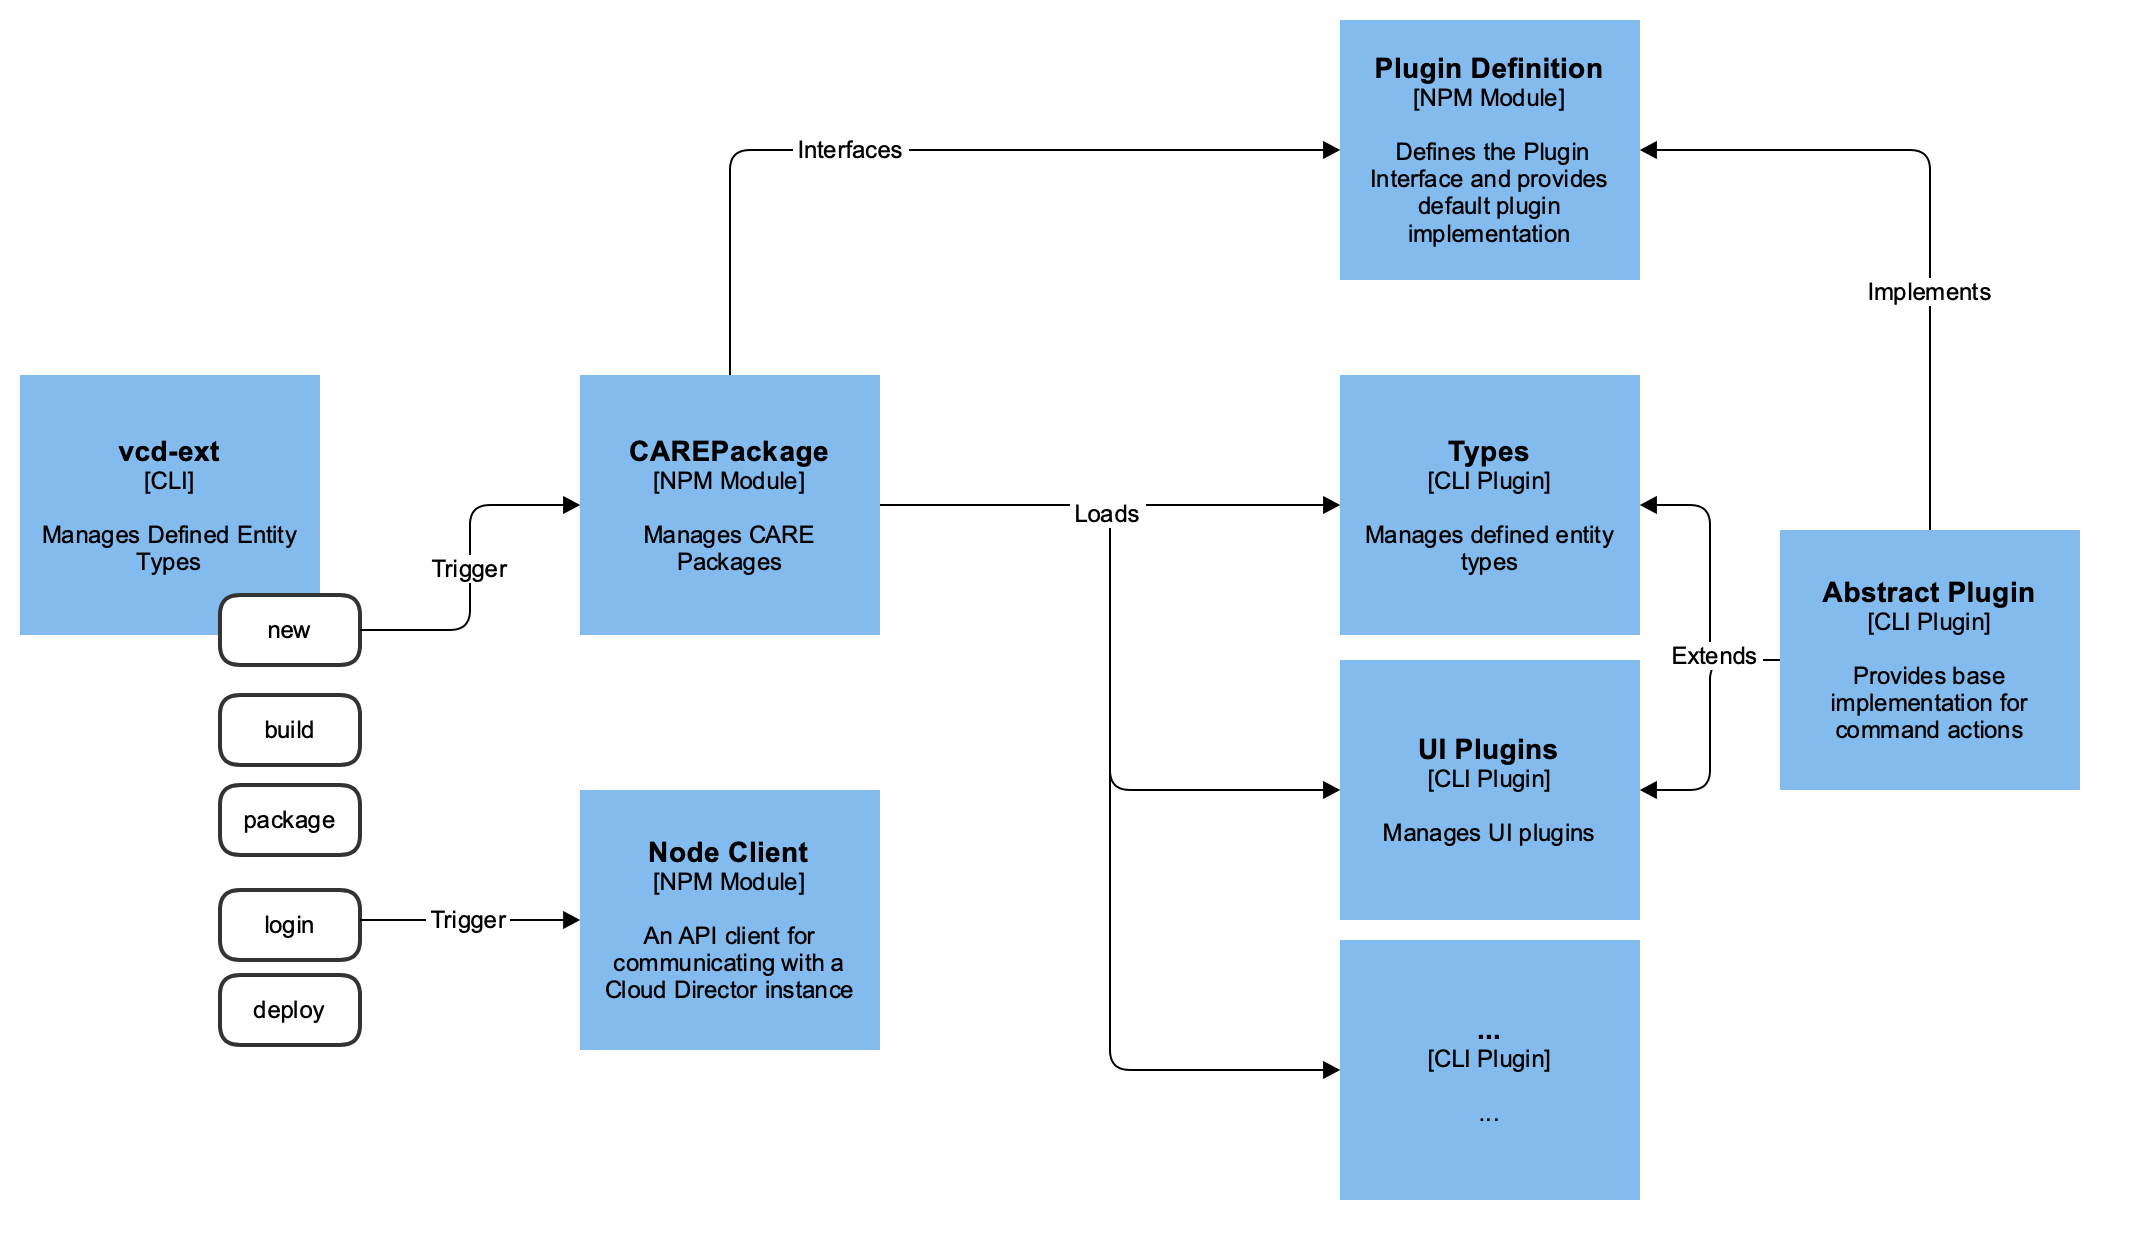 Plugin Definition
[NPM Module]
Defines the Plugin
Interface and provides
default plugin
implementation
Interfaces
Implements
vcd-ext
[CLI]
Manages Defined Entity
Types
new
build
package
login
deploy
Trigger
CAREPackage
[NPM Module]
Manages CARE
Packages
Trigger
Node Client
[NPM Module]
An API client for
communicating with a
Cloud Director instance
Loads
Types
[CLI Plugin]
Manages defined entity
types
UI Plugins
[CLI Plugin]
Manages UI plugins
...
[CLI Plugin]
...
Extends
Abstract Plugin
[CLI Plugin]
Provides base
implementation for
command actions